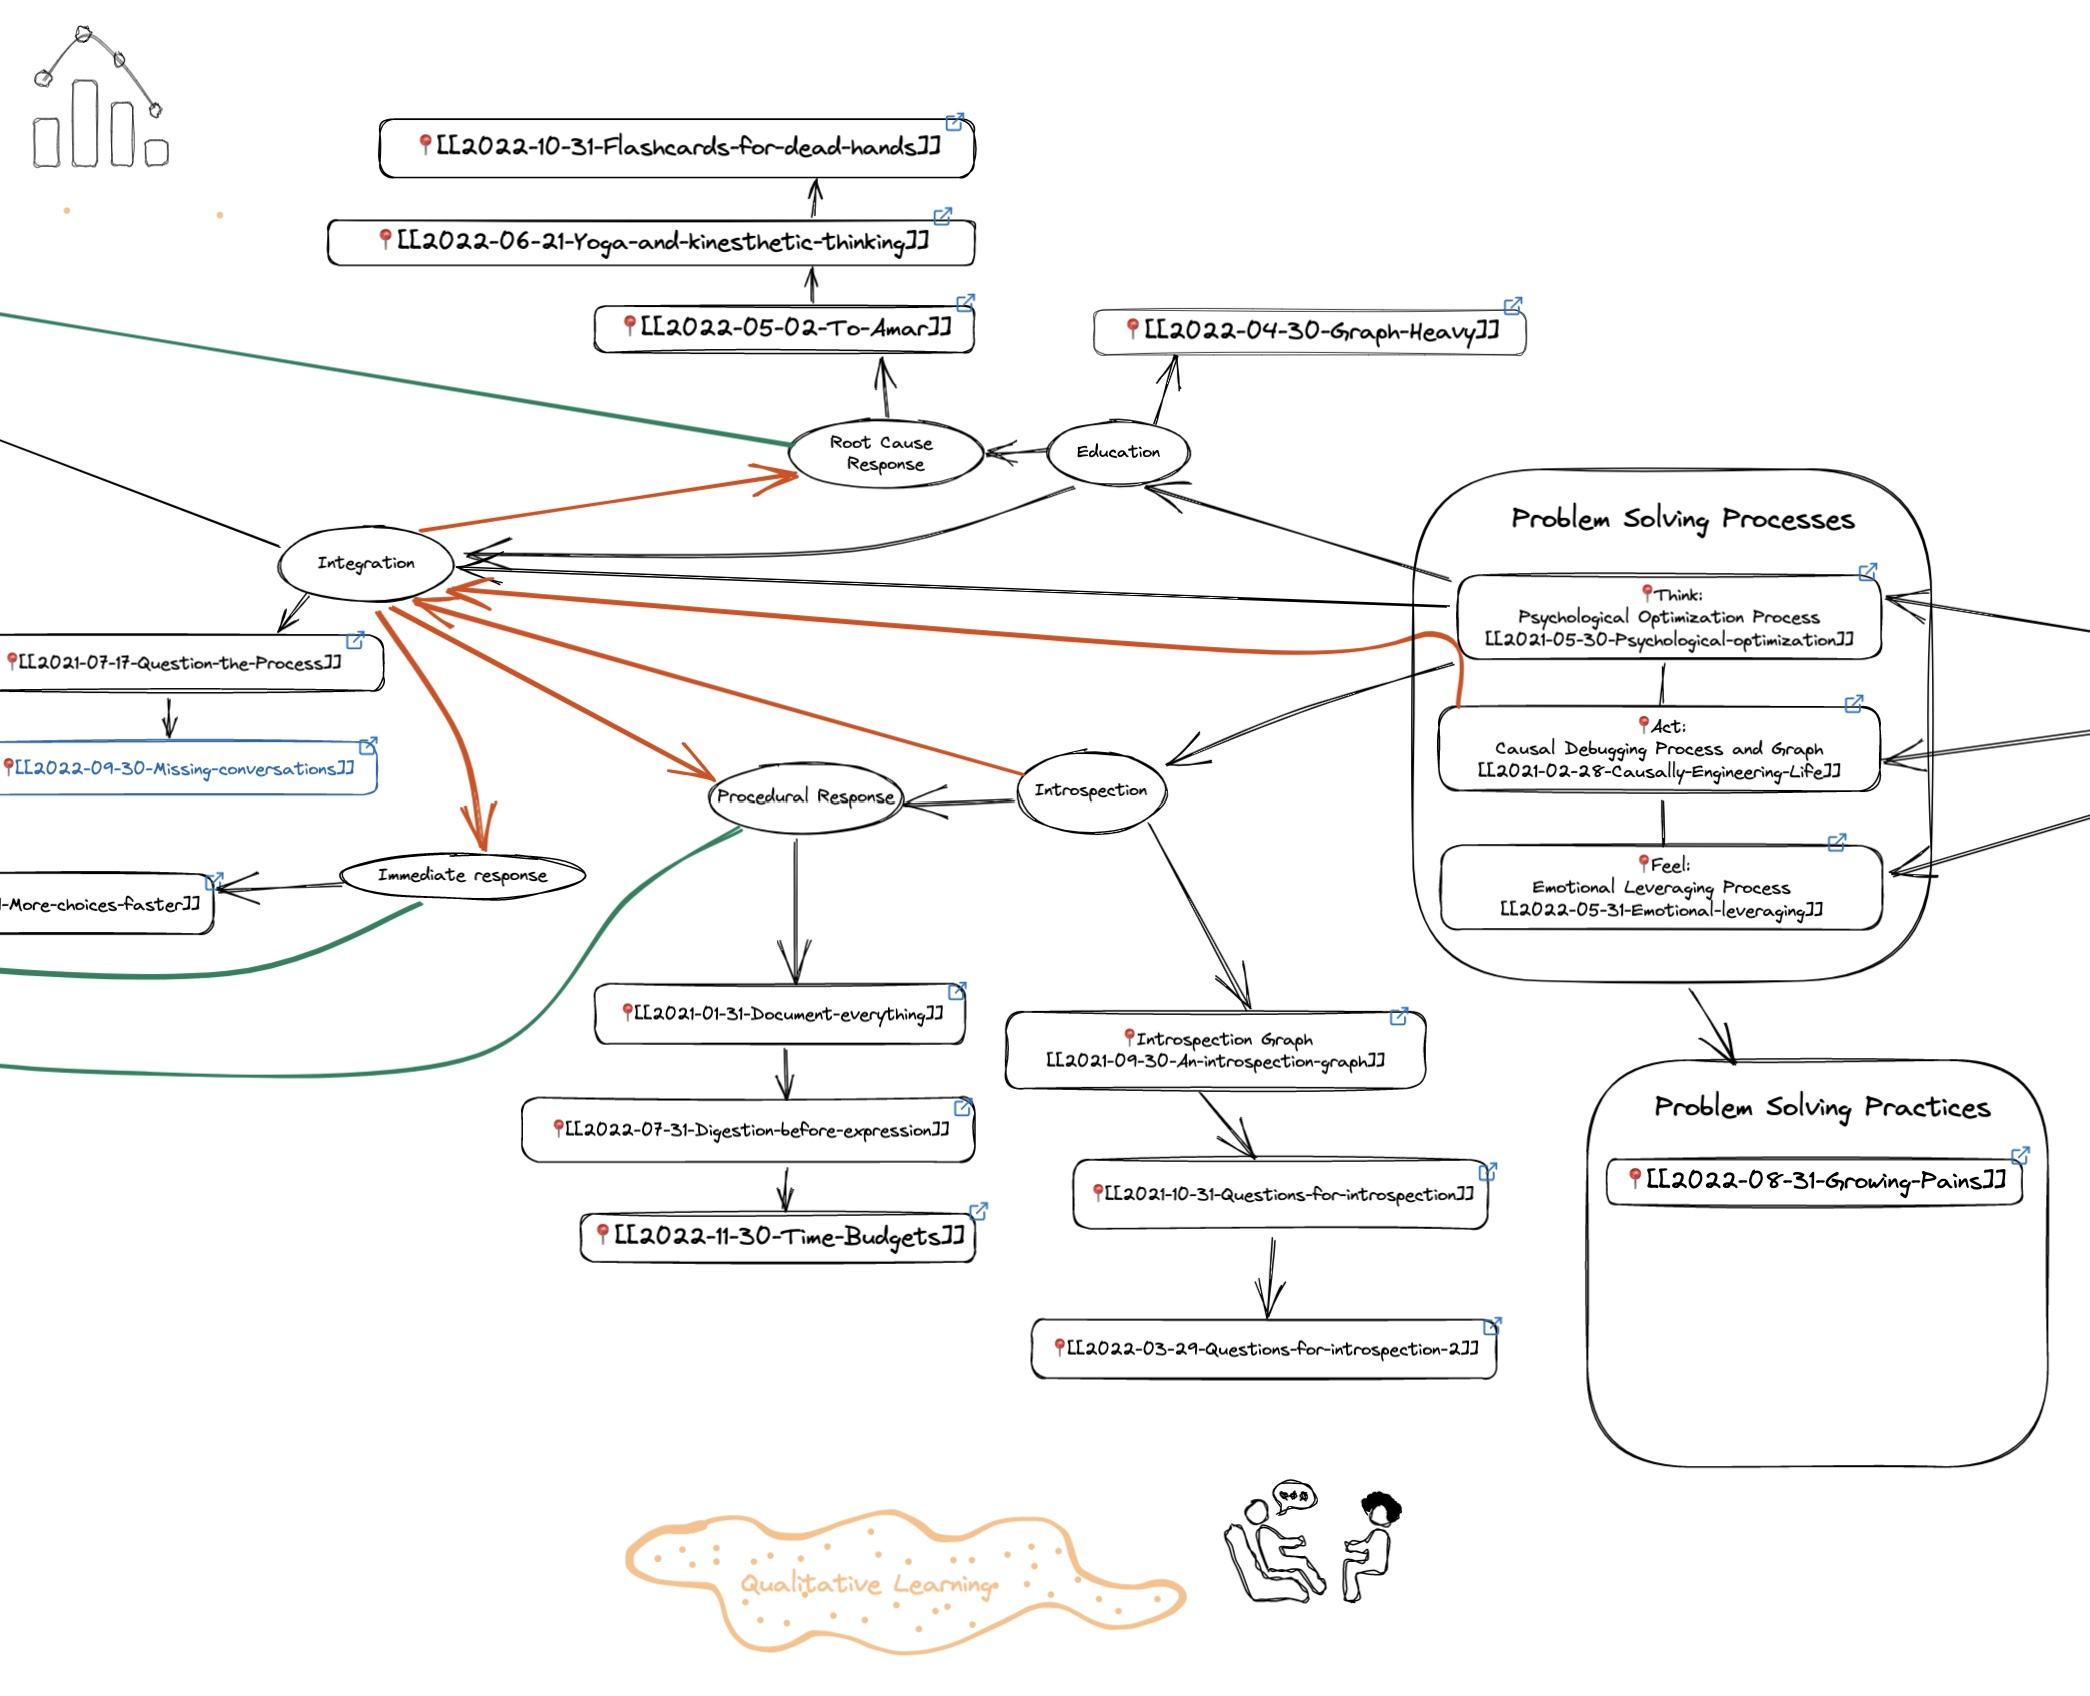 [[2022-10-31-Flashcards-for-dead-hands]]
[[2022-06-21-Yoga-and-kinesthetic-thinking]]
[[2022-05-02-To-Amar]]
[[2022-04-30-Graph-Heavy]]
Root Cause
Response
Education
Integration
[[2021-07-17-Question-the-Process]]
[[2022-09-30-Missing-conversations]]
Immediate response
-More-choices-faster]]
Procedural Response
Introspection
[[2021-01-31-Document-everything]]
[[2022-07-31-Digestion-before-expression]]
[[2022-11-30-Time-Budgets]]
Introspection Graph
[[2021-09-30-An-introspection-graph]]
[[2021-10-31-Questions-for-introspection]]
[[2022-03-29-Questions-for-introspection-2]]
Problem Solving Processes
Think:
Psychological Optimization Process
[[2021-05-30-Psychological-optimization]]
Act:
Causal Debugging Process and Graph
[[2021-02-28-Causally-Engineering-Life]]
Feel:
Emotional Leveraging Process
[[2022-05-31-Emotional-leveraging]]
Problem Solving Practices
[[2022-08-31-Growing-Pains]]
Qualitative Learning